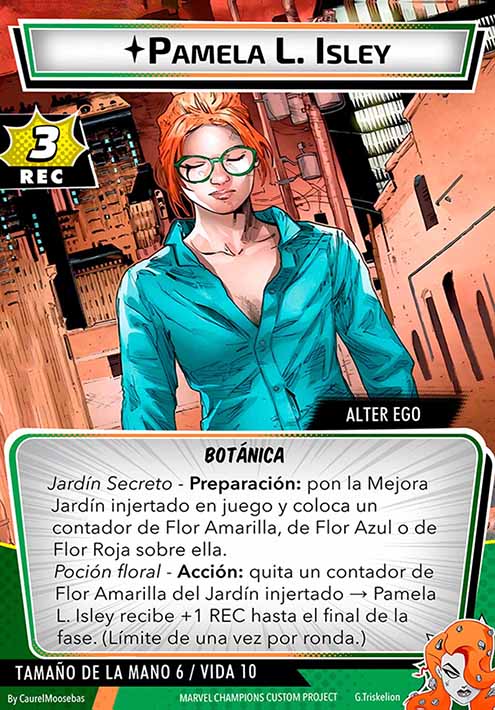 ✦PAMELA L. ISLEY
3
REC
ALTER EGO
BOTÁNICA
Jardín Secreto - Preparación: pon la Mejora
Jardín injertado en juego y coloca un
contador de Flor Amarilla, de Flor Azul o de
Flor Roja sobre ella.
Poción floral - Acción: quita un contador de
Flor Amarilla del Jardín injertado → Pamela
L. Isley recibe +1 REC hasta el final de la
fase. (Límite de una vez por ronda.)
TAMAÑO DE LA MANO 6 / VIDA 10
By CaurelMoosebas MARVEL CHAMPIONS CUSTOM PROJECT G.Triskelion